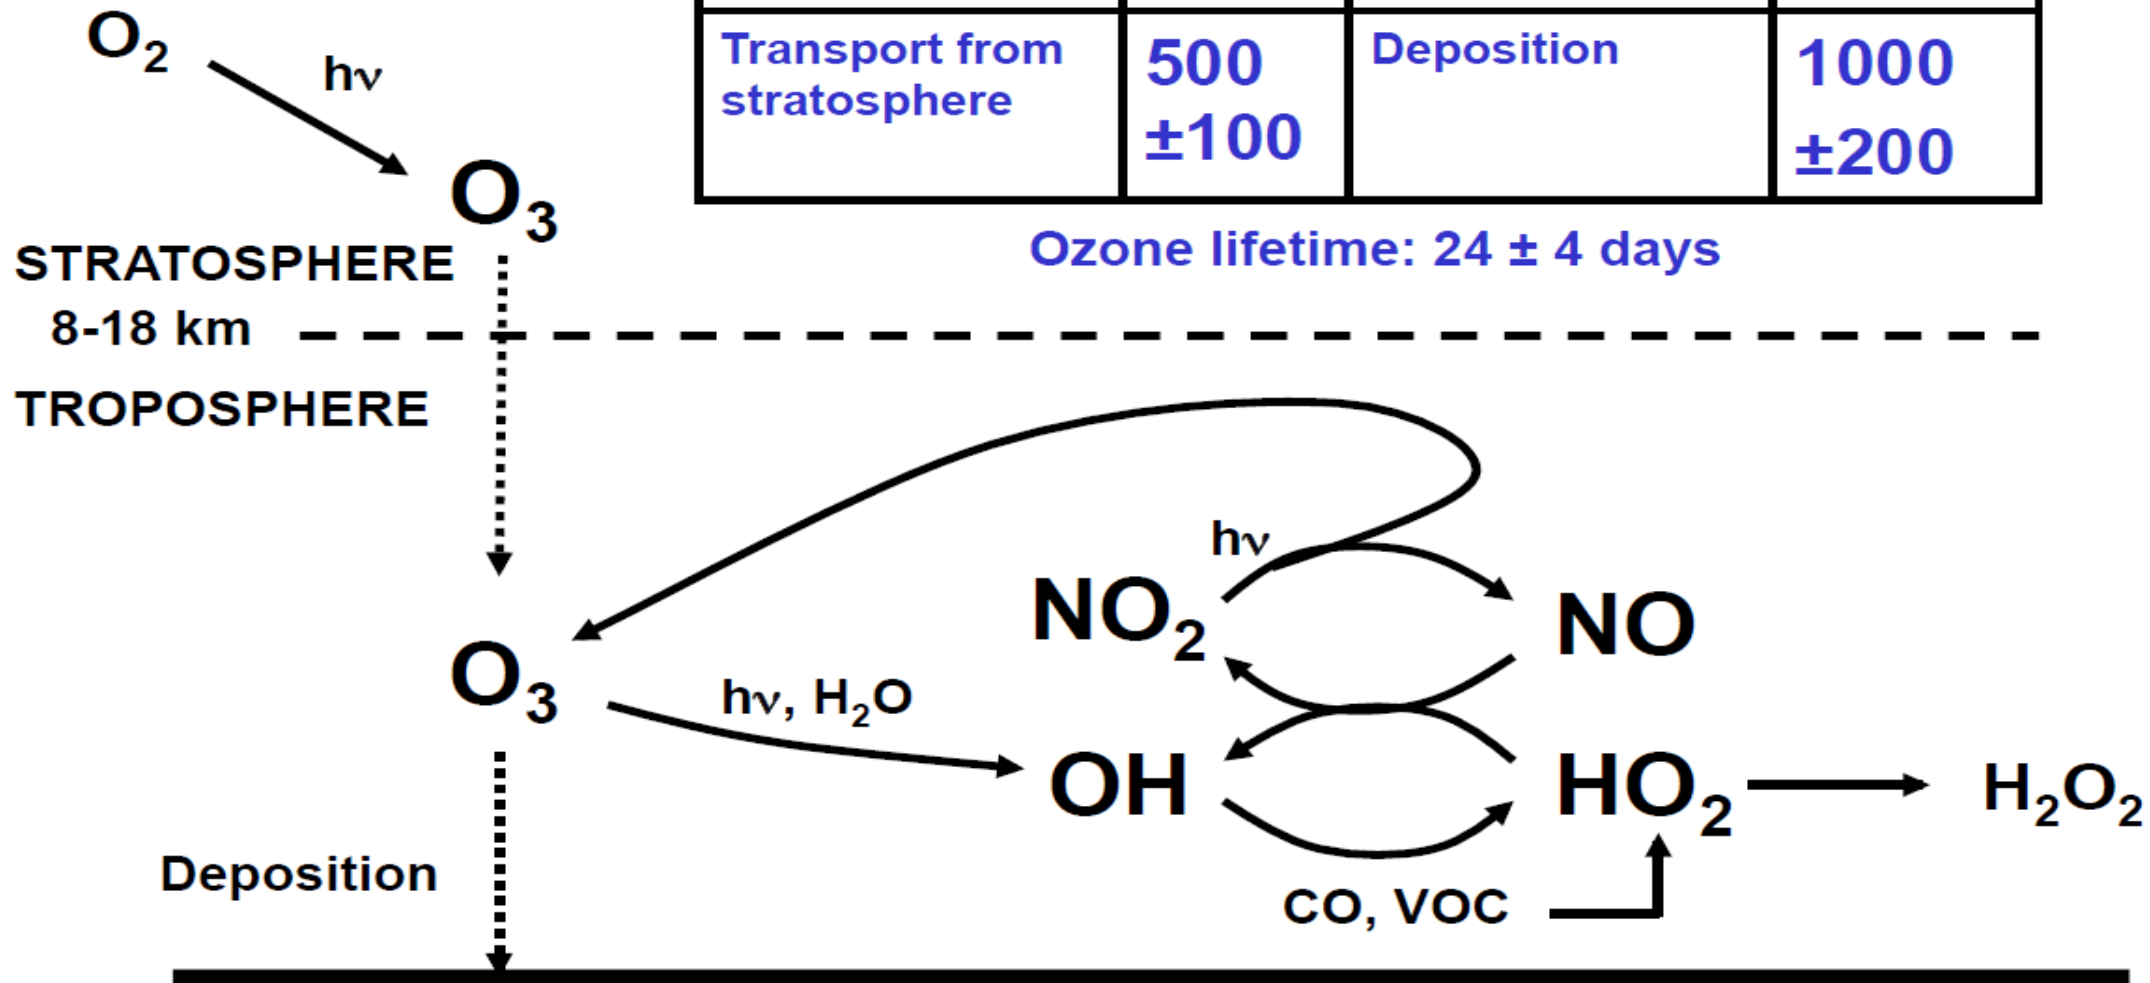 O₂
hν
O₃
Transport from
stratosphere
500
±100
Deposition
1000
±200
Ozone lifetime: 24 ± 4 days
STRATOSPHERE
8-18 km
TROPOSPHERE
hν
NO₂
NO
O₃
hν, H₂O
OH
HO₂
H₂O₂
Deposition
CO, VOC